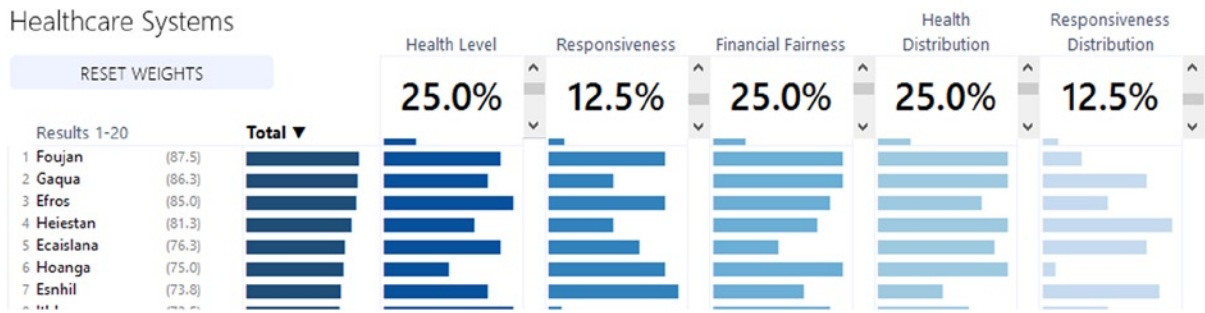 Healthcare Systems
RESET WEIGHTS
Health Level
Responsiveness
Financial Fairness
Health
Distribution
Responsiveness
Distribution
25.0%
12.5%
25.0%
25.0%
12.5%
Results 1-20 Total ▼
1 Foujan (87.5)
2 Gaqua (86.3)
3 Efros (85.0)
4 Heiestan (81.3)
5 Ecaislana (76.3)
6 Hoanga (75.0)
7 Esnhil (73.8)